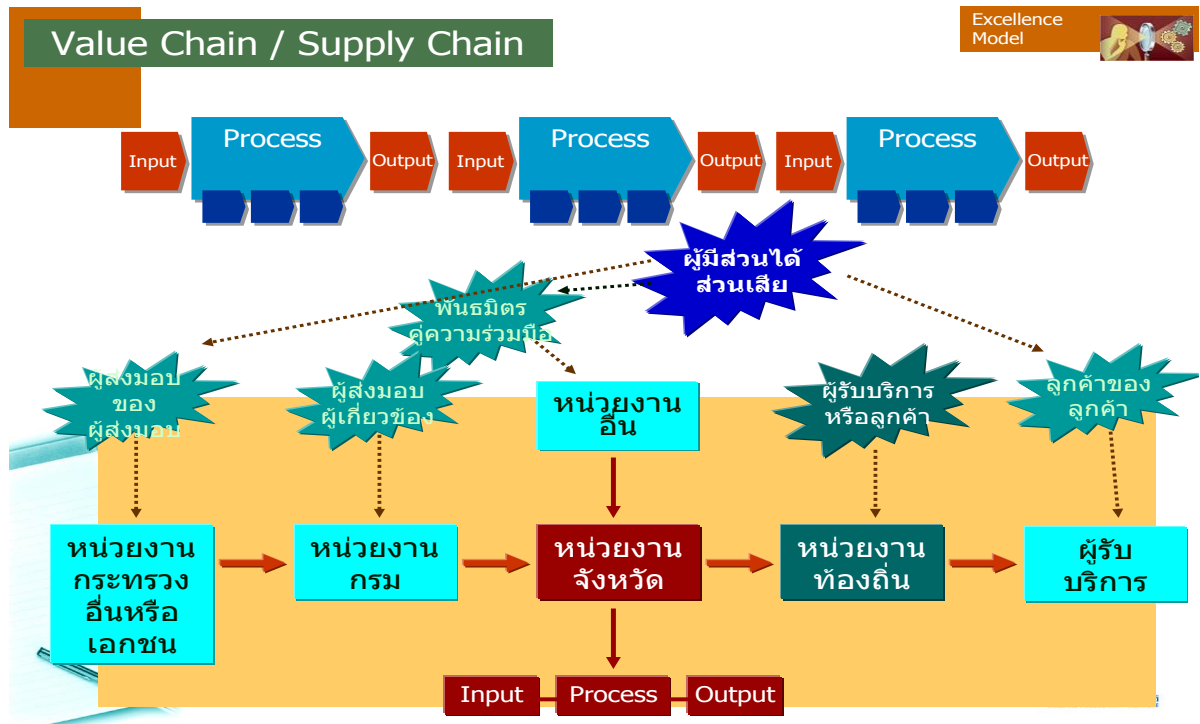 Value Chain / Supply Chain
Excellence
Model
Input
Process
Output
Input
Process
Output
Input
Process
Output
ผู้มีส่วนได้
ส่วนเสีย
พันธมิตร
คู่ความร่วมมือ
ผู้ส่งมอบ
ของ
ผู้ส่งมอบ
ผู้ส่งมอบ
ผู้เกี่ยวข้อง
หน่วยงาน
อื่น
ผู้รับบริการ
หรือลูกค้า
ลูกค้าของ
ลูกค้า
หน่วยงาน
กระทรวง
อื่นหรือ
เอกชน
หน่วยงาน
กรม
หน่วยงาน
จังหวัด
หน่วยงาน
ท้องถิ่น
ผู้รับ
บริการ
Input
Process
Output